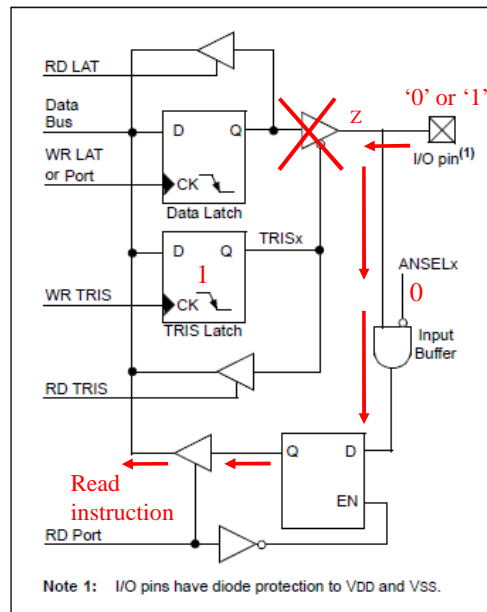 RD LAT
Data
Bus
D Q
WR LAT
or Port
CK
Data Latch
Z
‘0’ or ‘1’
I/O pin(1)
D Q
TRISx
1
WR TRIS
CK
TRIS Latch
ANSELx
0
Input
Buffer
RD TRIS
Q D
EN
Read
instruction
RD Port
Note 1: I/O pins have diode protection to VDD and VSS.